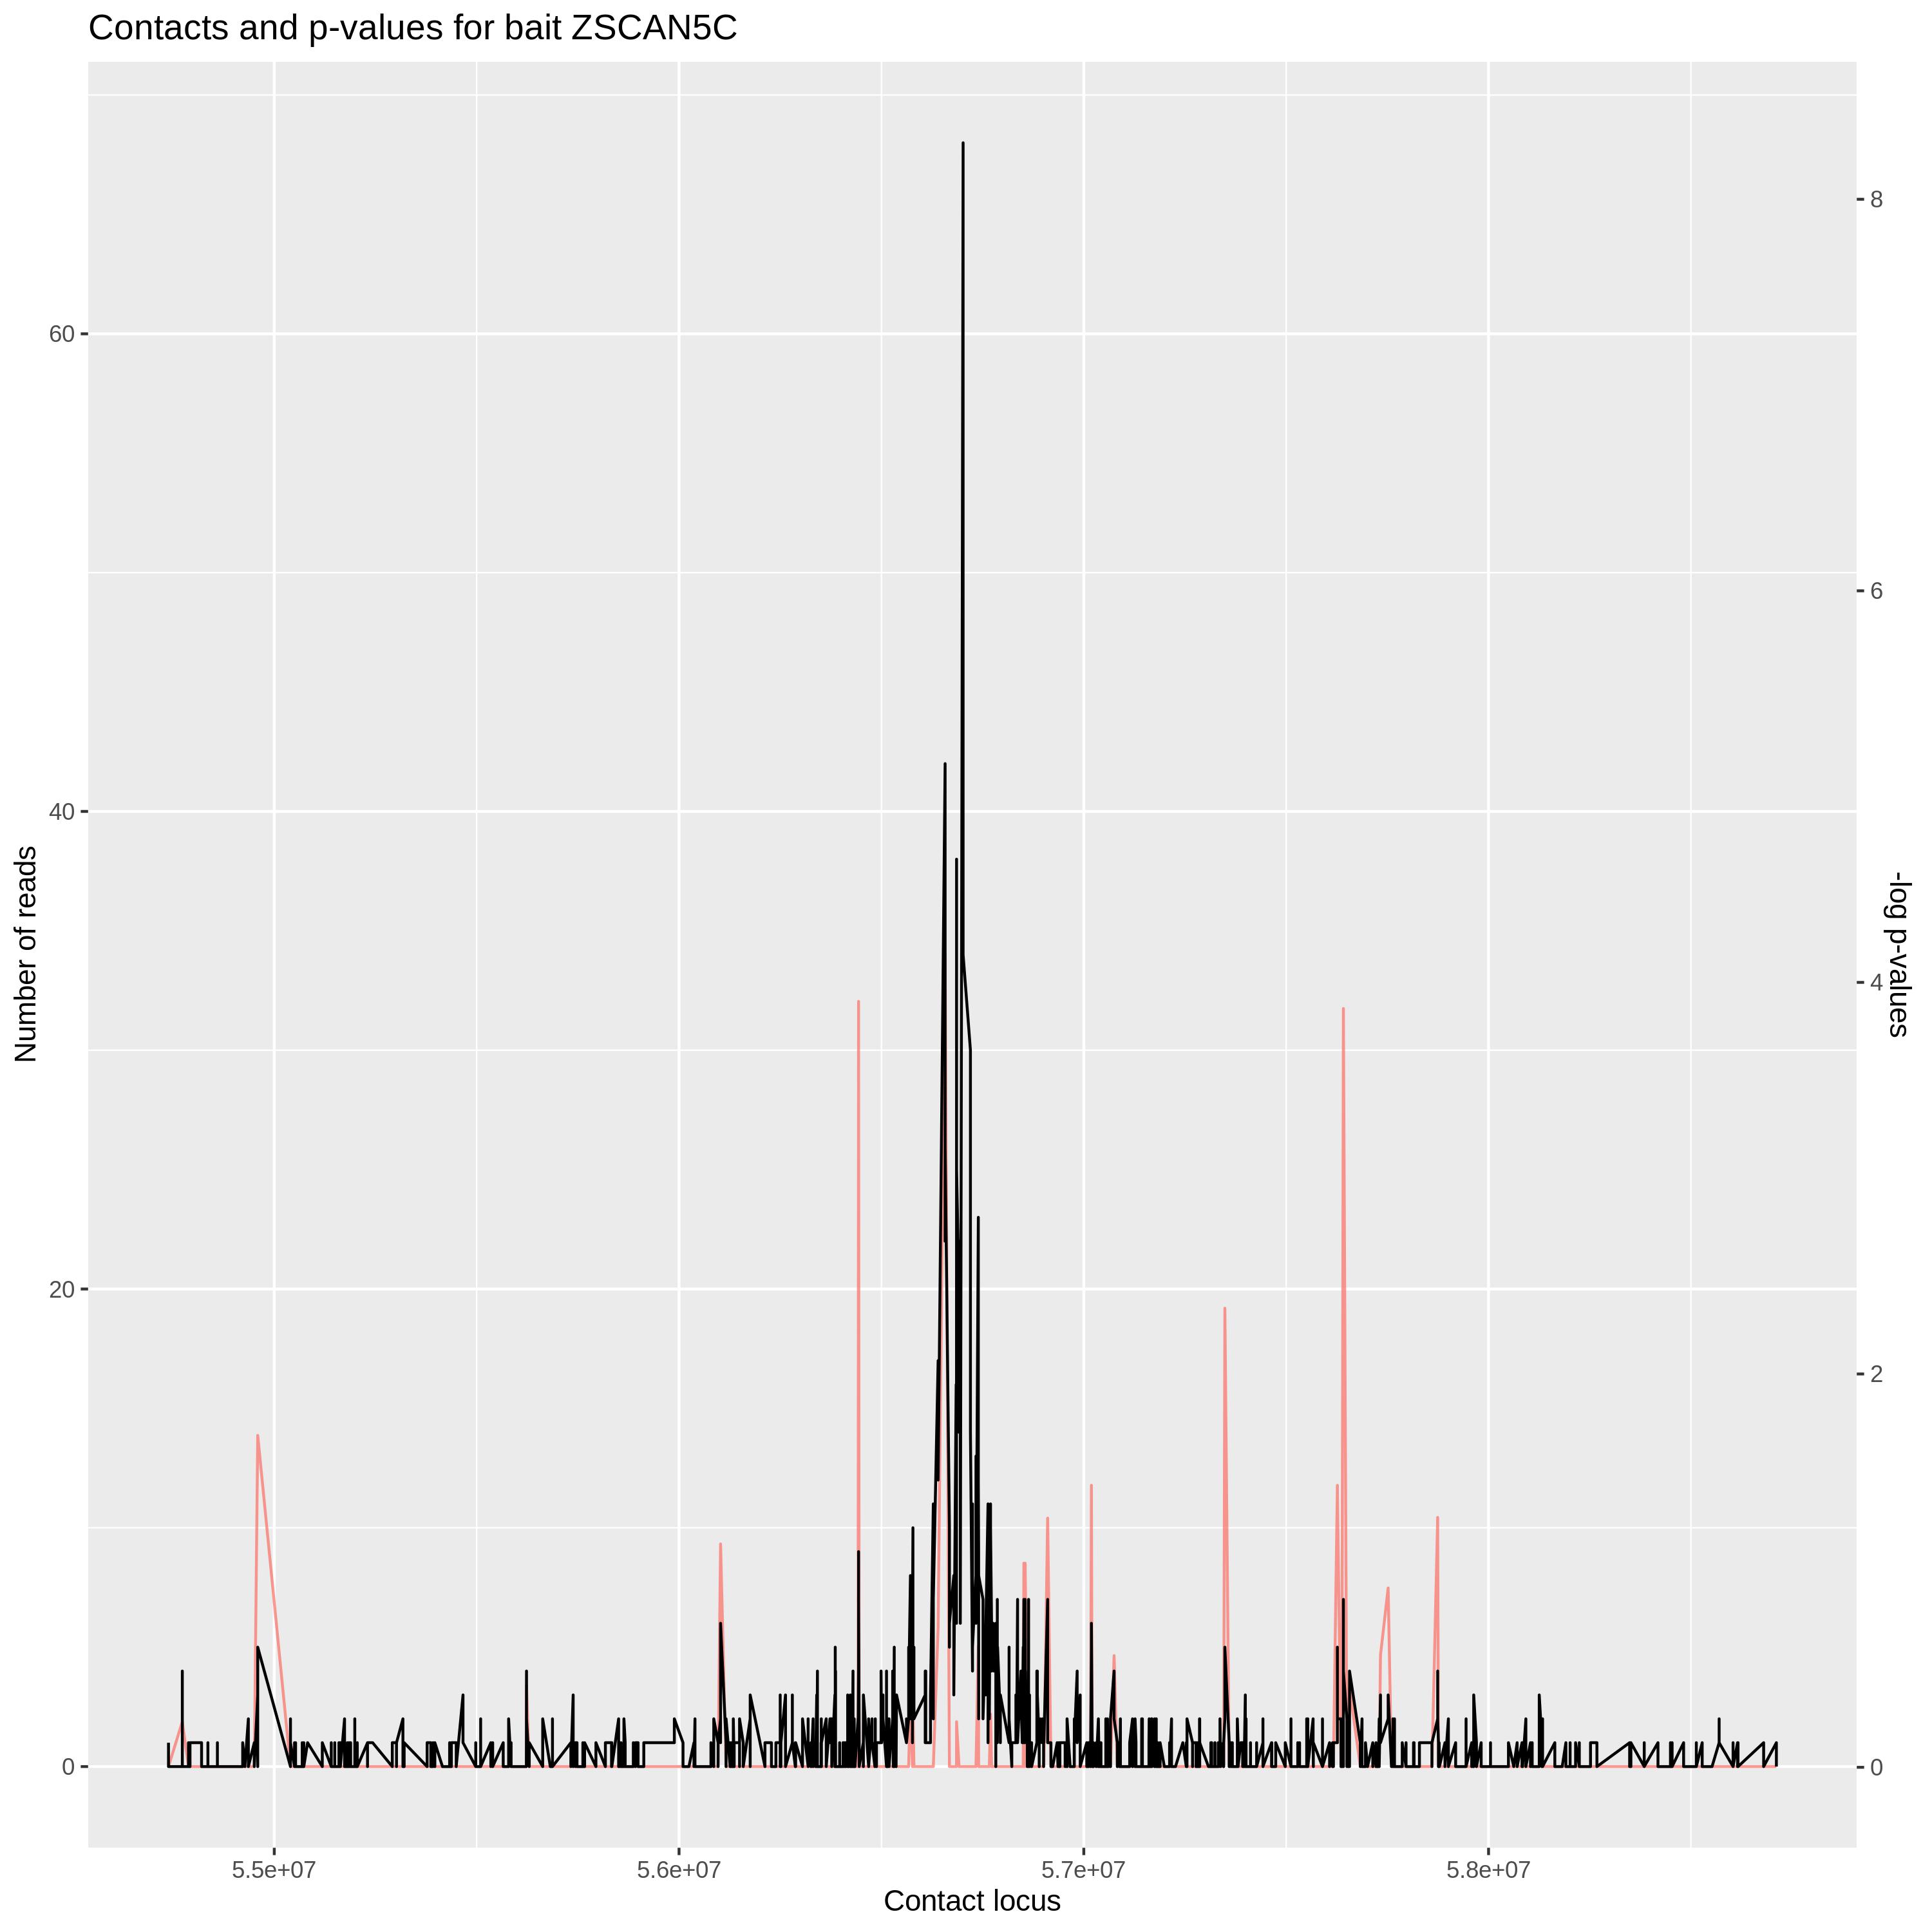 Contacts and p-values for bait ZSCAN5C
Number of reads
60
40
20
0
8
6
4
2
0
-log p-values
5.5e+07 5.6e+07 5.7e+07 5.8e+07
Contact locus